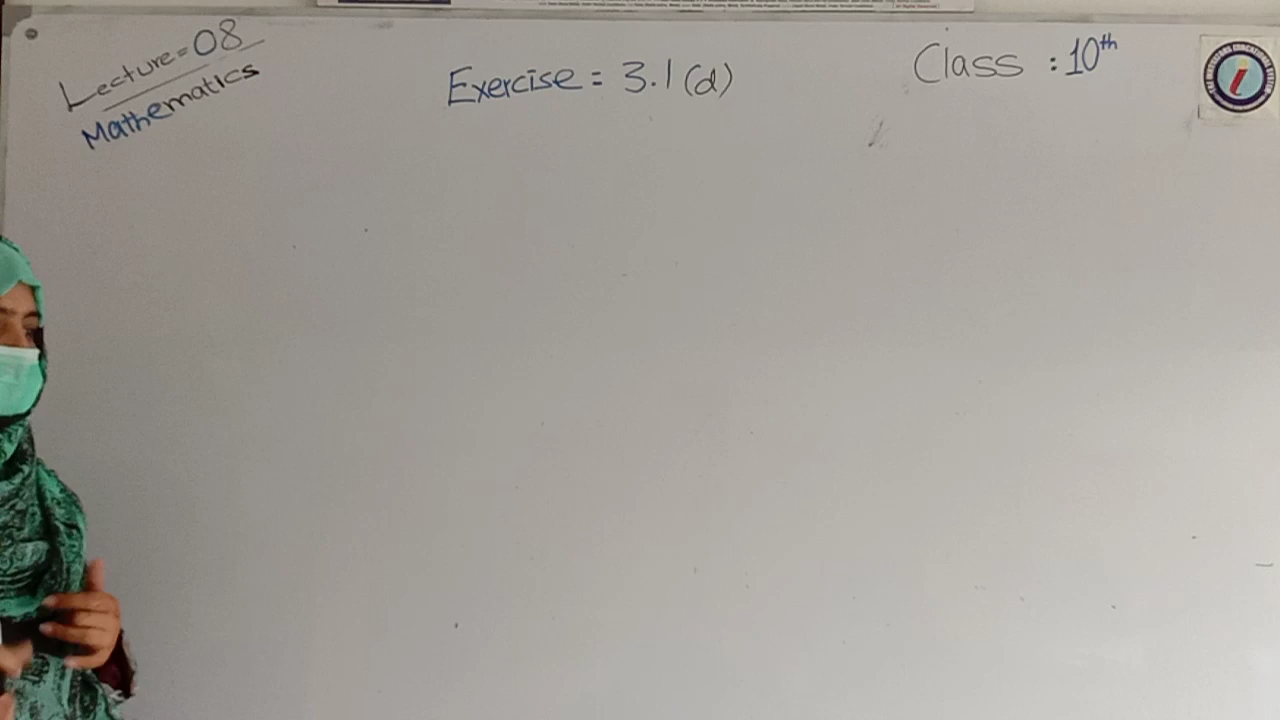 Lecture = 08
Mathematics
Exercise = 3.1 (d)
Class : 10th